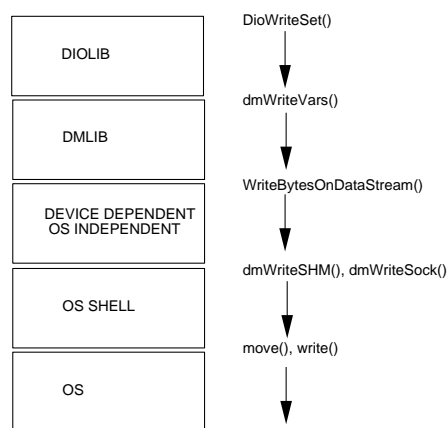 DioWriteSet()
DIOLIB
dmWriteVars()
DMLIB
WriteBytesOnDataStream()
DEVICE DEPENDENT
OS INDEPENDENT
dmWriteSHM(), dmWriteSock()
OS SHELL
move(), write()
OS